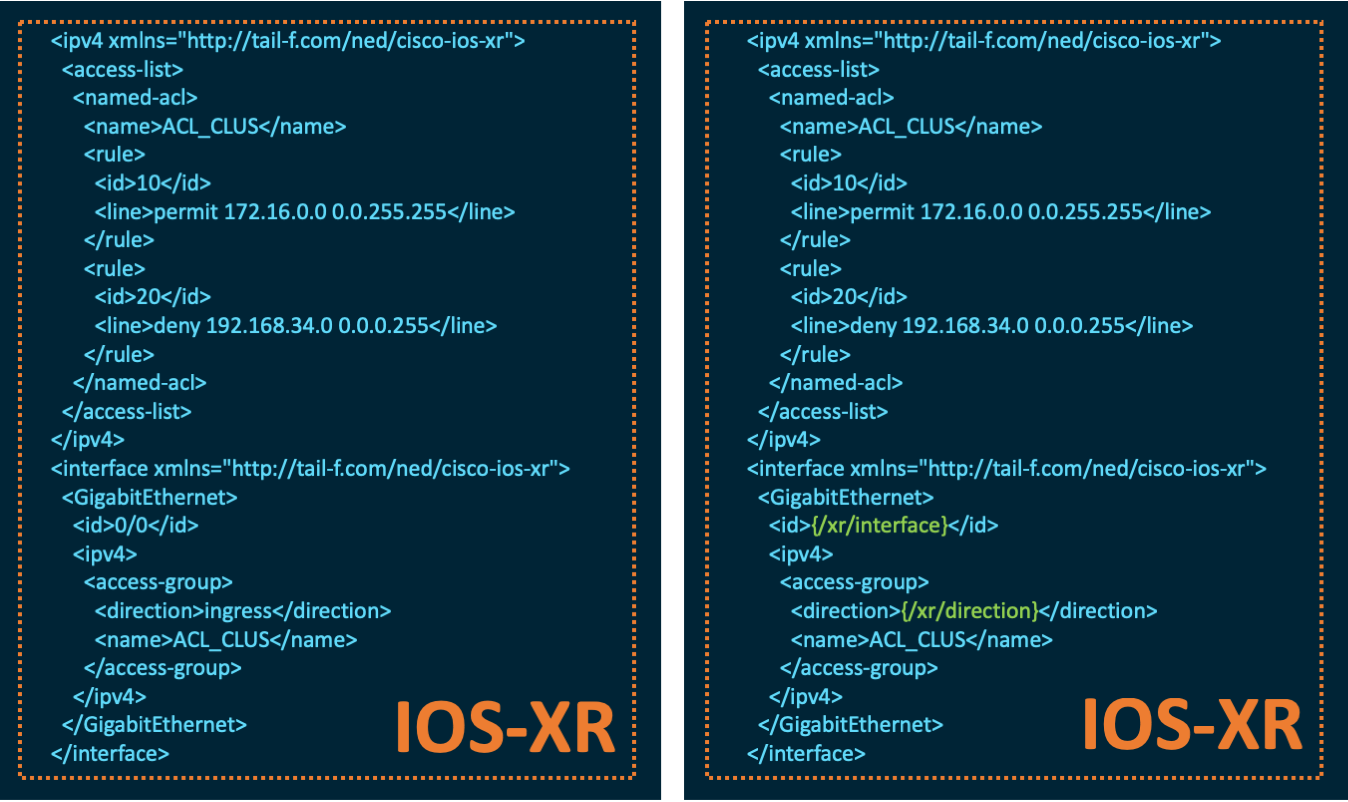 <ipv4 xmlns="http://tail-f.com/ned/cisco-ios-xr">
<access-list>
<named-acl>
<name>ACL_CLUS</name>
<rule>
<id>10</id>
<line>permit 172.16.0.0 0.0.255.255</line>
</rule>
<rule>
<id>20</id>
<line>deny 192.168.34.0 0.0.0.255</line>
</rule>
</named-acl>
</access-list>
</ipv4>
<interface xmlns="http://tail-f.com/ned/cisco-ios-xr">
<GigabitEthernet>
<id>0/0</id>
<ipv4>
<access-group>
<direction>ingress</direction>
<name>ACL_CLUS</name>
</access-group>
</ipv4>
</GigabitEthernet>
</interface>
IOS-XR
<ipv4 xmlns="http://tail-f.com/ned/cisco-ios-xr">
<access-list>
<named-acl>
<name>ACL_CLUS</name>
<rule>
<id>10</id>
<line>permit 172.16.0.0 0.0.255.255</line>
</rule>
<rule>
<id>20</id>
<line>deny 192.168.34.0 0.0.0.255</line>
</rule>
</named-acl>
</access-list>
</ipv4>
<interface xmlns="http://tail-f.com/ned/cisco-ios-xr">
<GigabitEthernet>
<id>{/xr/interface}</id>
<ipv4>
<access-group>
<direction>{/xr/direction}</direction>
<name>ACL_CLUS</name>
</access-group>
</ipv4>
</GigabitEthernet>
</interface>
IOS-XR